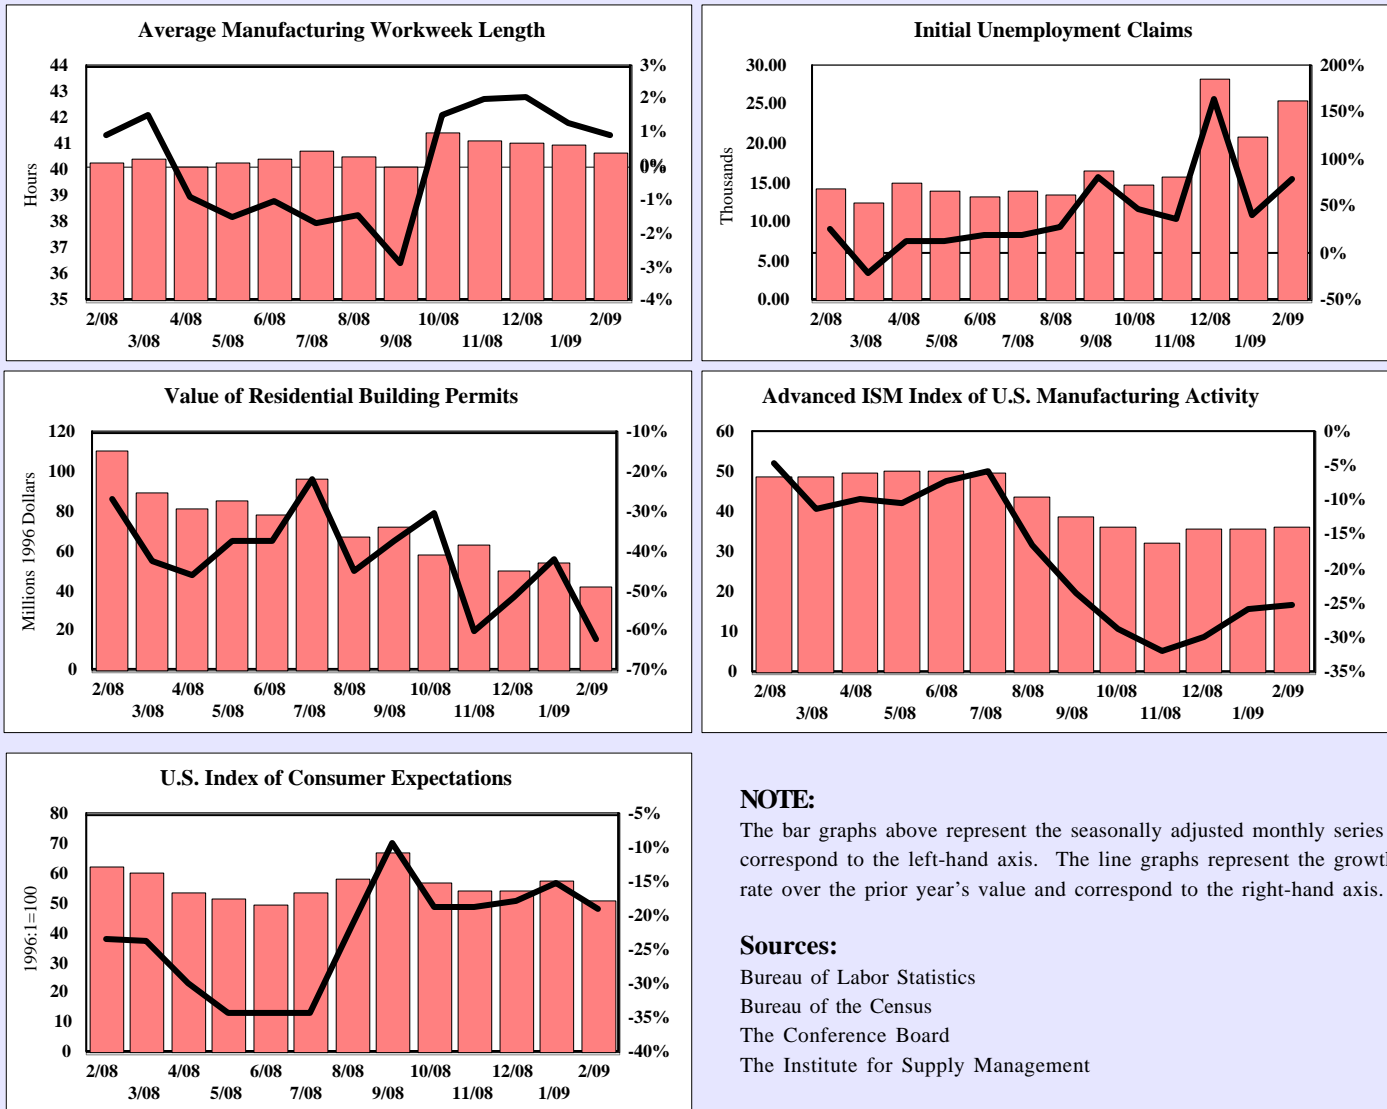 Average Manufacturing Workweek Length
44
43
42
41
40
39
38
37
36
35
Hours
3%
2%
1%
0%
-1%
-2%
-3%
-4%
2/08 4/08 6/08 8/08 10/08 12/08 2/09
3/08 5/08 7/08 9/08 11/08 1/09
Initial Unemployment Claims
30.00
25.00
20.00
15.00
10.00
5.00
0.00
Thousands
200%
150%
100%
50%
0%
-50%
2/08 4/08 6/08 8/08 10/08 12/08 2/09
3/08 5/08 7/08 9/08 11/08 1/09
Value of Residential Building Permits
120
100
80
60
40
20
0
Millions 1996 Dollars
-10%
-20%
-30%
-40%
-50%
-60%
-70%
2/08 4/08 6/08 8/08 10/08 12/08 2/09
3/08 5/08 7/08 9/08 11/08 1/09
Advanced ISM Index of U.S. Manufacturing Activity
60
50
40
30
20
10
0
0%
-5%
-10%
-15%
-20%
-25%
-30%
-35%
2/08 4/08 6/08 8/08 10/08 12/08 2/09
3/08 5/08 7/08 9/08 11/08 1/09
U.S. Index of Consumer Expectations
80
70
60
50
40
30
20
10
0
1996:1=100
-5%
-10%
-15%
-20%
-25%
-30%
-35%
-40%
2/08 4/08 6/08 8/08 10/08 12/08 2/09
3/08 5/08 7/08 9/08 11/08 1/09
NOTE:
The bar graphs above represent the seasonally adjusted monthly series
correspond to the left-hand axis. The line graphs represent the growth
rate over the prior year's value and correspond to the right-hand axis.
Sources:
Bureau of Labor Statistics
Bureau of the Census
The Conference Board
The Institute for Supply Management